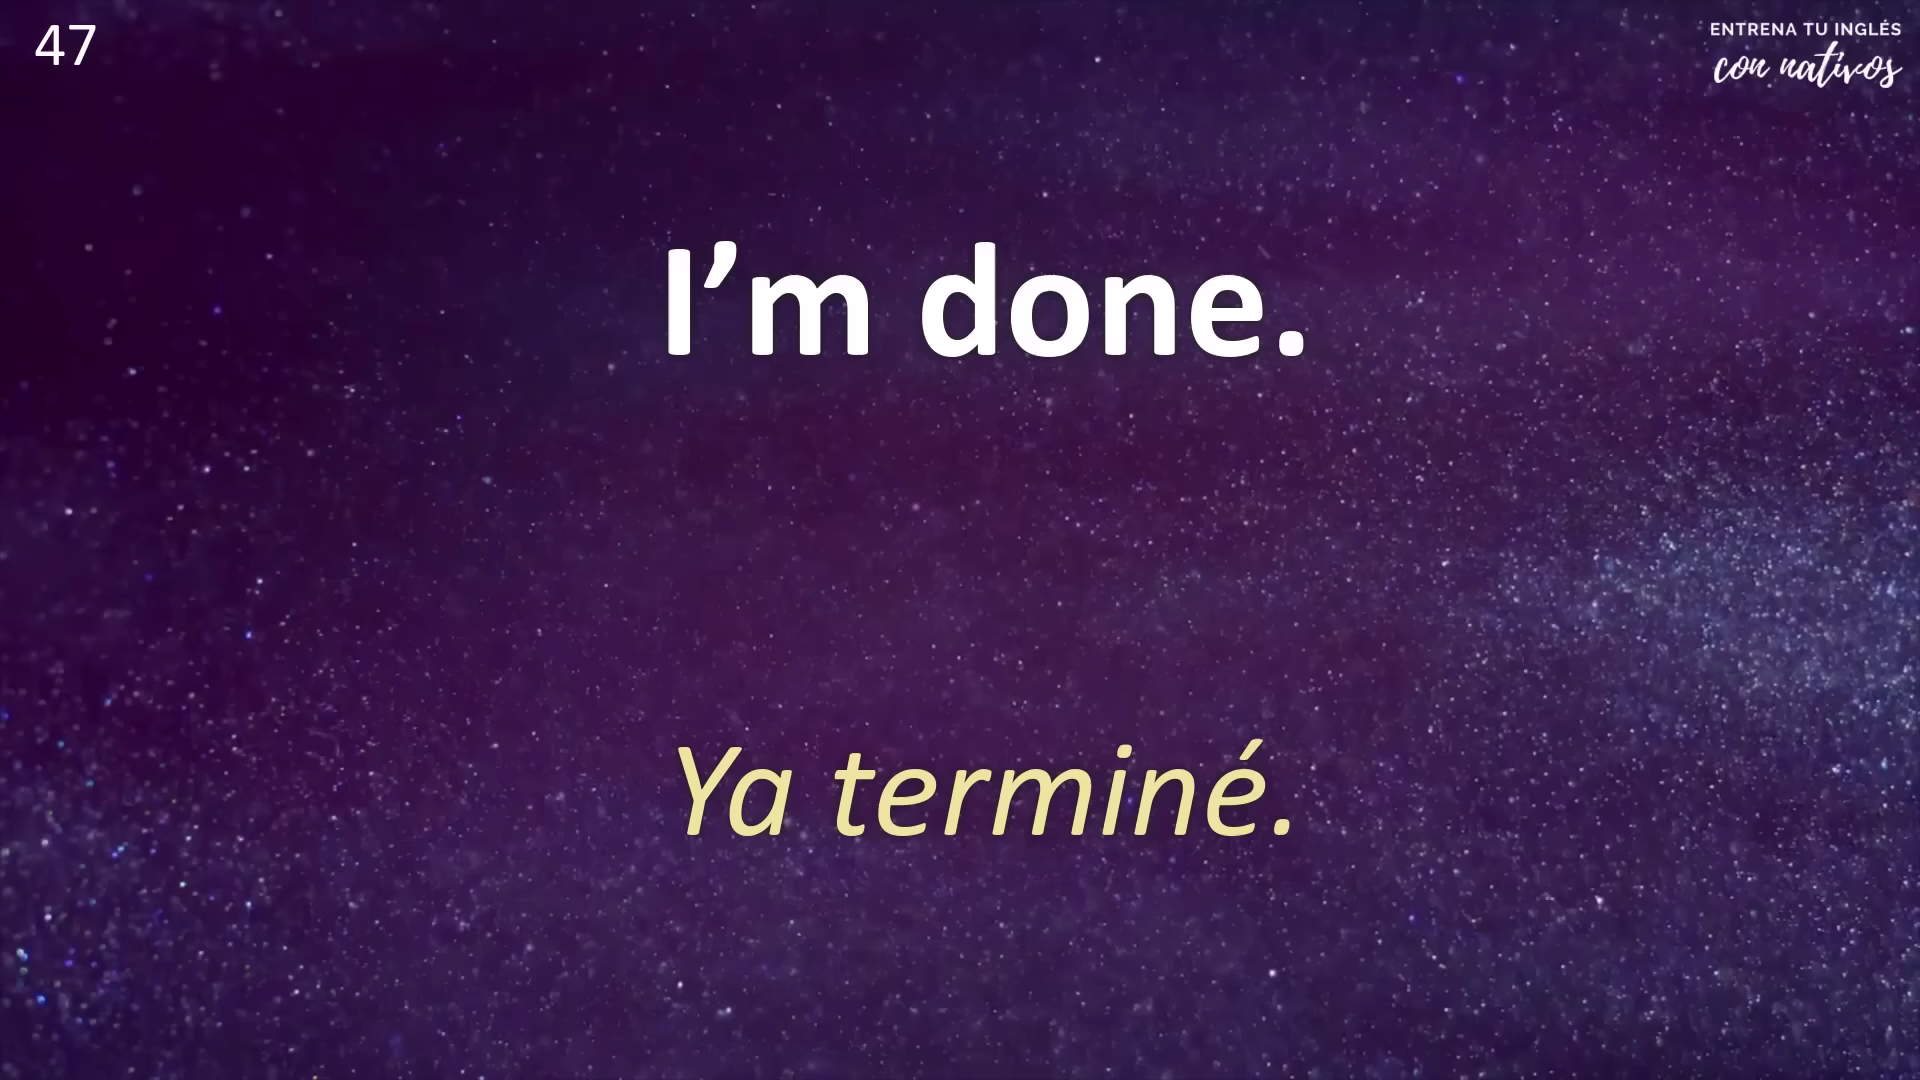 47
ENTRENA TU INGLÉS
con nativos
I’m done.
Ya terminé.